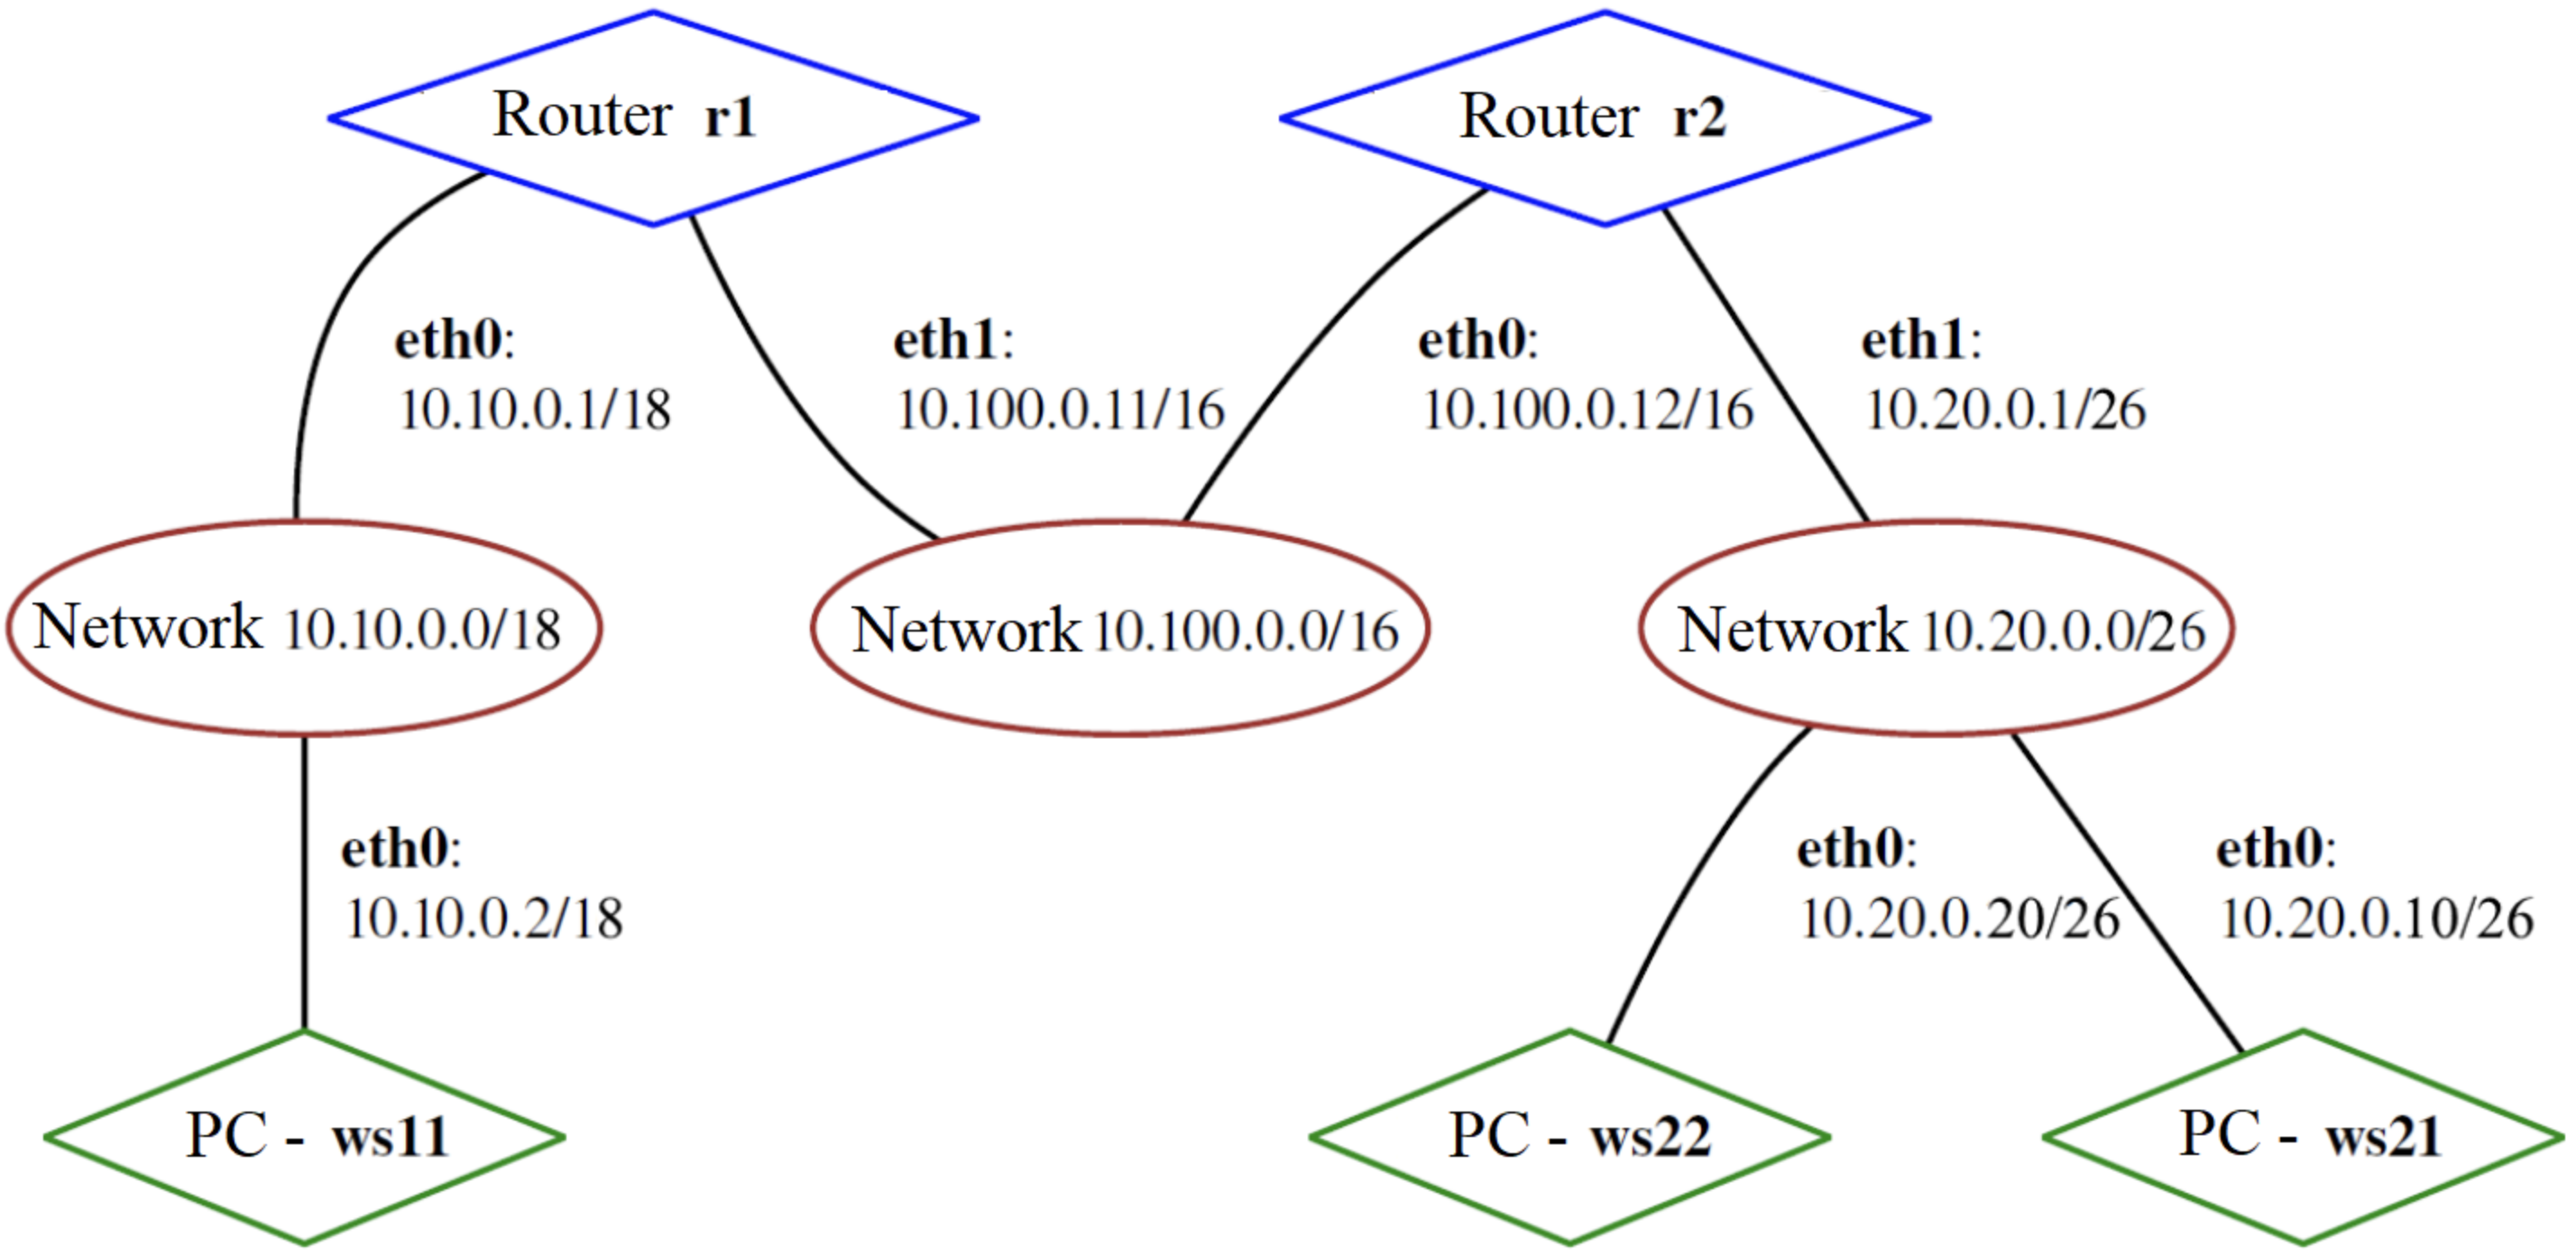 Router r1
Router r2
eth0:
10.10.0.1/18
eth1:
10.100.0.11/16
eth0:
10.100.0.12/16
eth1:
10.20.0.1/26
Network 10.10.0.0/18
Network 10.100.0.0/16
Network 10.20.0.0/26
eth0:
10.10.0.2/18
eth0:
10.20.0.20/26
eth0:
10.20.0.10/26
PC - ws11
PC - ws22
PC - ws21